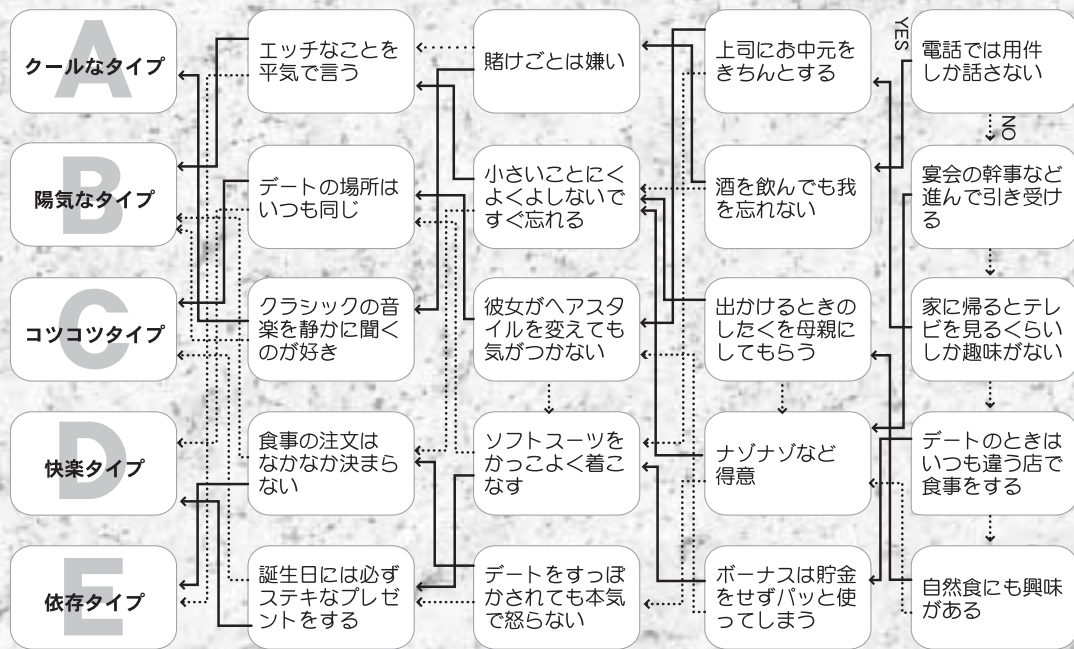 A
クールなタイプ
エッチなことを
平気で言う
賭けごとは嫌い
上司にお中元を
きちんとする
YES
電話では用件
しか話さない
NO
B
陽気なタイプ
デートの場所は
いつも同じ
小さいことにく
よくよしないで
すぐ忘れる
酒を飲んでも我
を忘れない
宴会の幹事など
進んで引き受け
る
C
コツコツタイプ
クラシックの音
楽を静かに聞く
のが好き
彼女がヘアスタ
イルを変えても
気がつかない
出かけるときの
したくを母親に
してもらう
家に帰るとテレ
ビを見るくらい
しか趣味がない
D
快楽タイプ
食事の注文は
なかなか決まら
ない
ソフトスーツを
かっこよく着こ
なす
ナゾナゾなど
得意
デートのときは
いつも違う店で
食事をする
E
依存タイプ
誕生日には必ず
ステキなプレゼ
ントをする
デートをすっぽ
かされても本気
で怒らない
ボーナスは貯金
をせずパッと使
ってしまう
自然食にも興味
がある